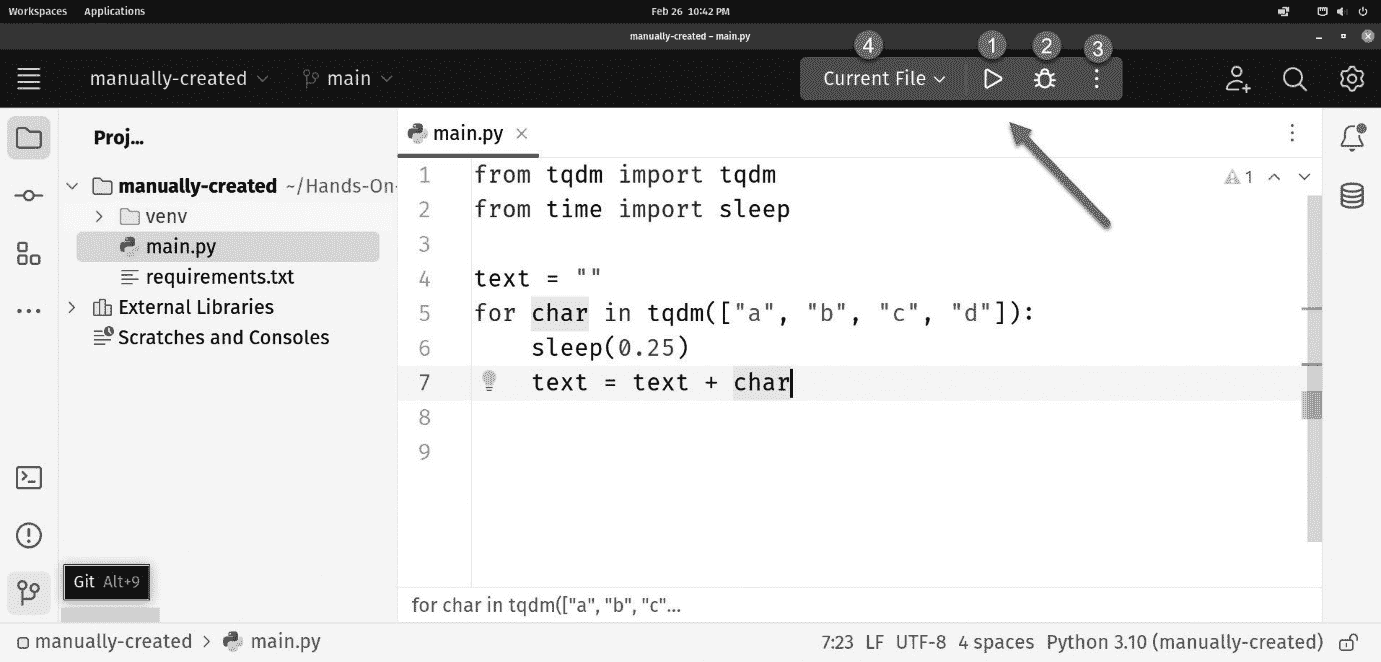 Workspaces Applications Feb 26 10:42 PM
manually-created – main.py
4 1 2 3
manually-created main Current File
Proj... main.py
manually-created ~/Hands-On-
venv
main.py
requirements.txt
External Libraries
Scratches and Consoles
1 from tqdm import tqdm 1
2 from time import sleep
3
4 text = ""
5 for char in tqdm(["a", "b", "c", "d"]):
6 sleep(0.25)
7 text = text + char
8
9
Git Alt+9
for char in tqdm(["a", "b", "c"...
manually-created > main.py 7:23 LF UTF-8 4 spaces Python 3.10 (manually-created)